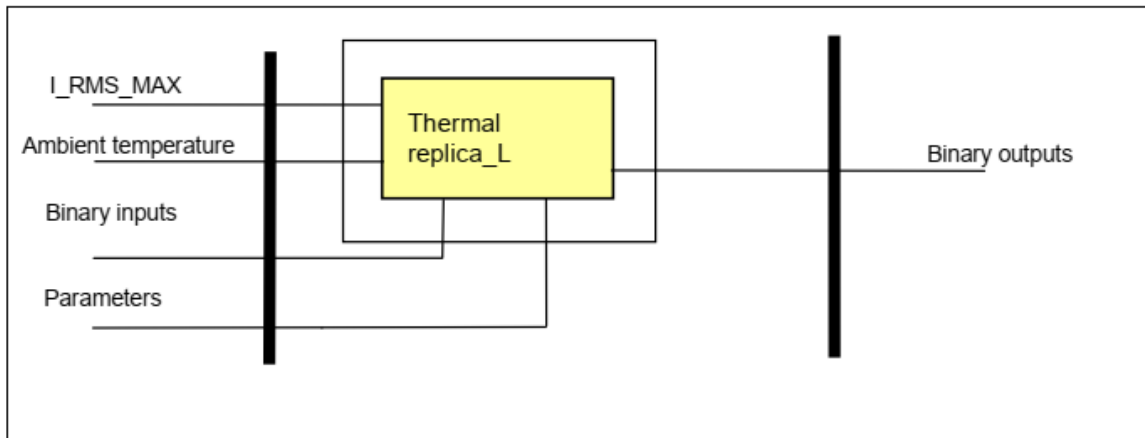 I_RMS_MAX
Ambient temperature
Binary inputs
Parameters
Thermal
replica_L
Binary outputs